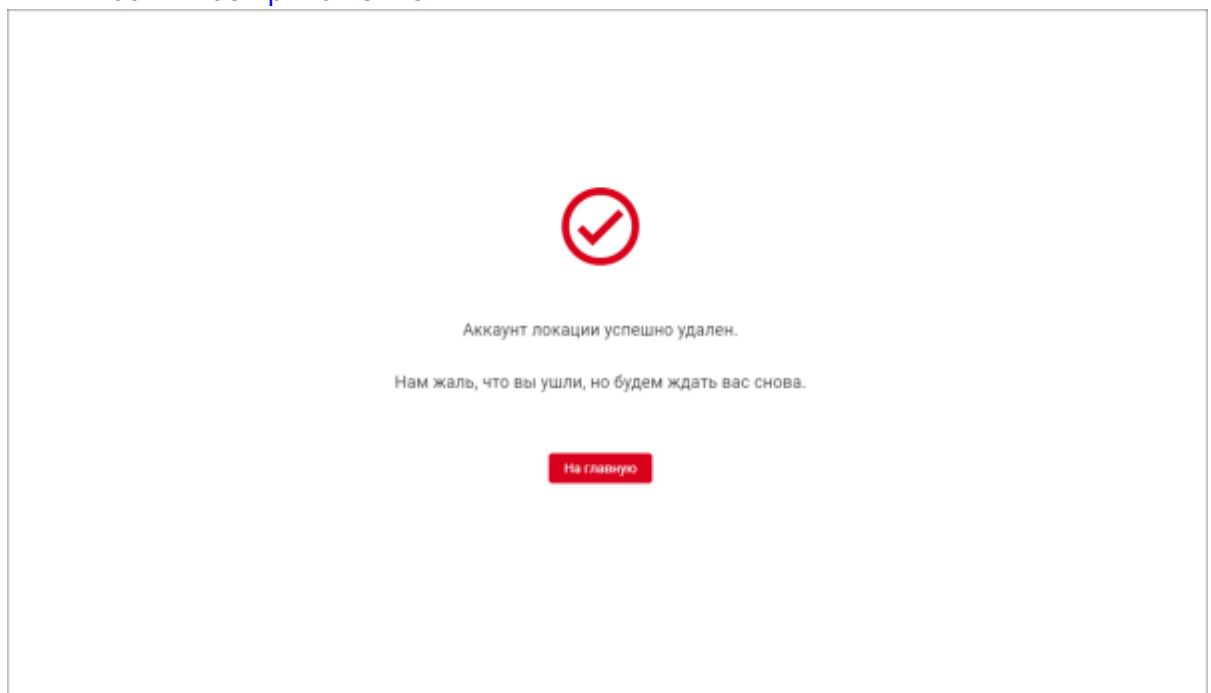 Аккаунт локации успешно удален.
Нам жаль, что вы ушли, но будем ждать вас снова.
На главную